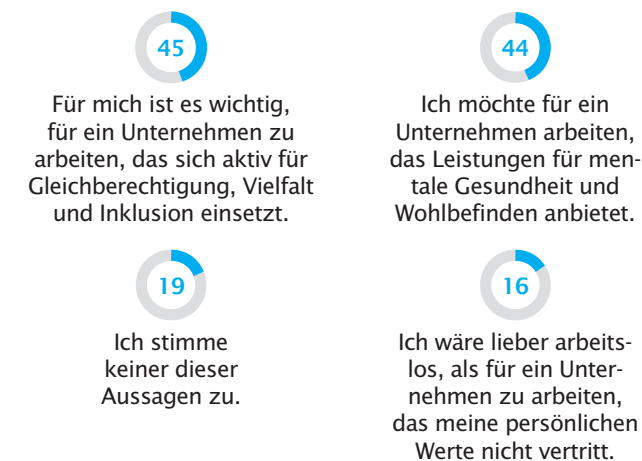 45
Für mich ist es wichtig,
für ein Unternehmen zu
arbeiten, das sich aktiv für
Gleichberechtigung, Vielfalt
und Inklusion einsetzt.
44
Ich möchte für ein
Unternehmen arbeiten,
das Leistungen für men-
tale Gesundheit und
Wohlbefinden anbietet.
19
Ich stimme
keiner dieser
Aussagen zu.
16
Ich wäre lieber arbeits-
los, als für ein Unter-
nehmen zu arbeiten,
das meine persönlichen
Werte nicht vertritt.